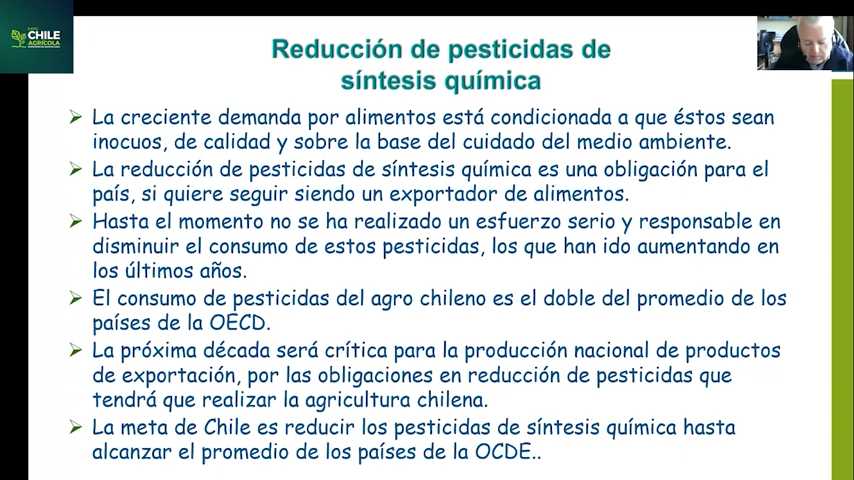 CHILE
AGRÍCOLA
Reducción de pesticidas de
síntesis química
La creciente demanda por alimentos está condicionada a que éstos sean
inocuos, de calidad y sobre la base del cuidado del medio ambiente.
La reducción de pesticidas de síntesis química es una obligación para el
país, si quiere seguir siendo un exportador de alimentos.
Hasta el momento no se ha realizado un esfuerzo serio y responsable en
disminuir el consumo de estos pesticidas, los que han ido aumentando en
los últimos años.
El consumo de pesticidas del agro chileno es el doble del promedio de los
países de la OECD.
La próxima década será crítica para la producción nacional de productos
de exportación, por las obligaciones en reducción de pesticidas que
tendrá que realizar la agricultura chilena.
La meta de Chile es reducir los pesticidas de síntesis química hasta
alcanzar el promedio de los países de la OCDE..